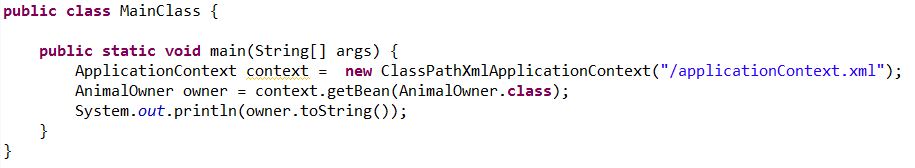 public class MainClass {
public static void main(String[] args) {
ApplicationContext context =  new ClassPathXmlApplicationContext("/applicationContext.xml");
AnimalOwner owner = context.getBean(AnimalOwner.class);
System.out.println(owner.toString());
}
}